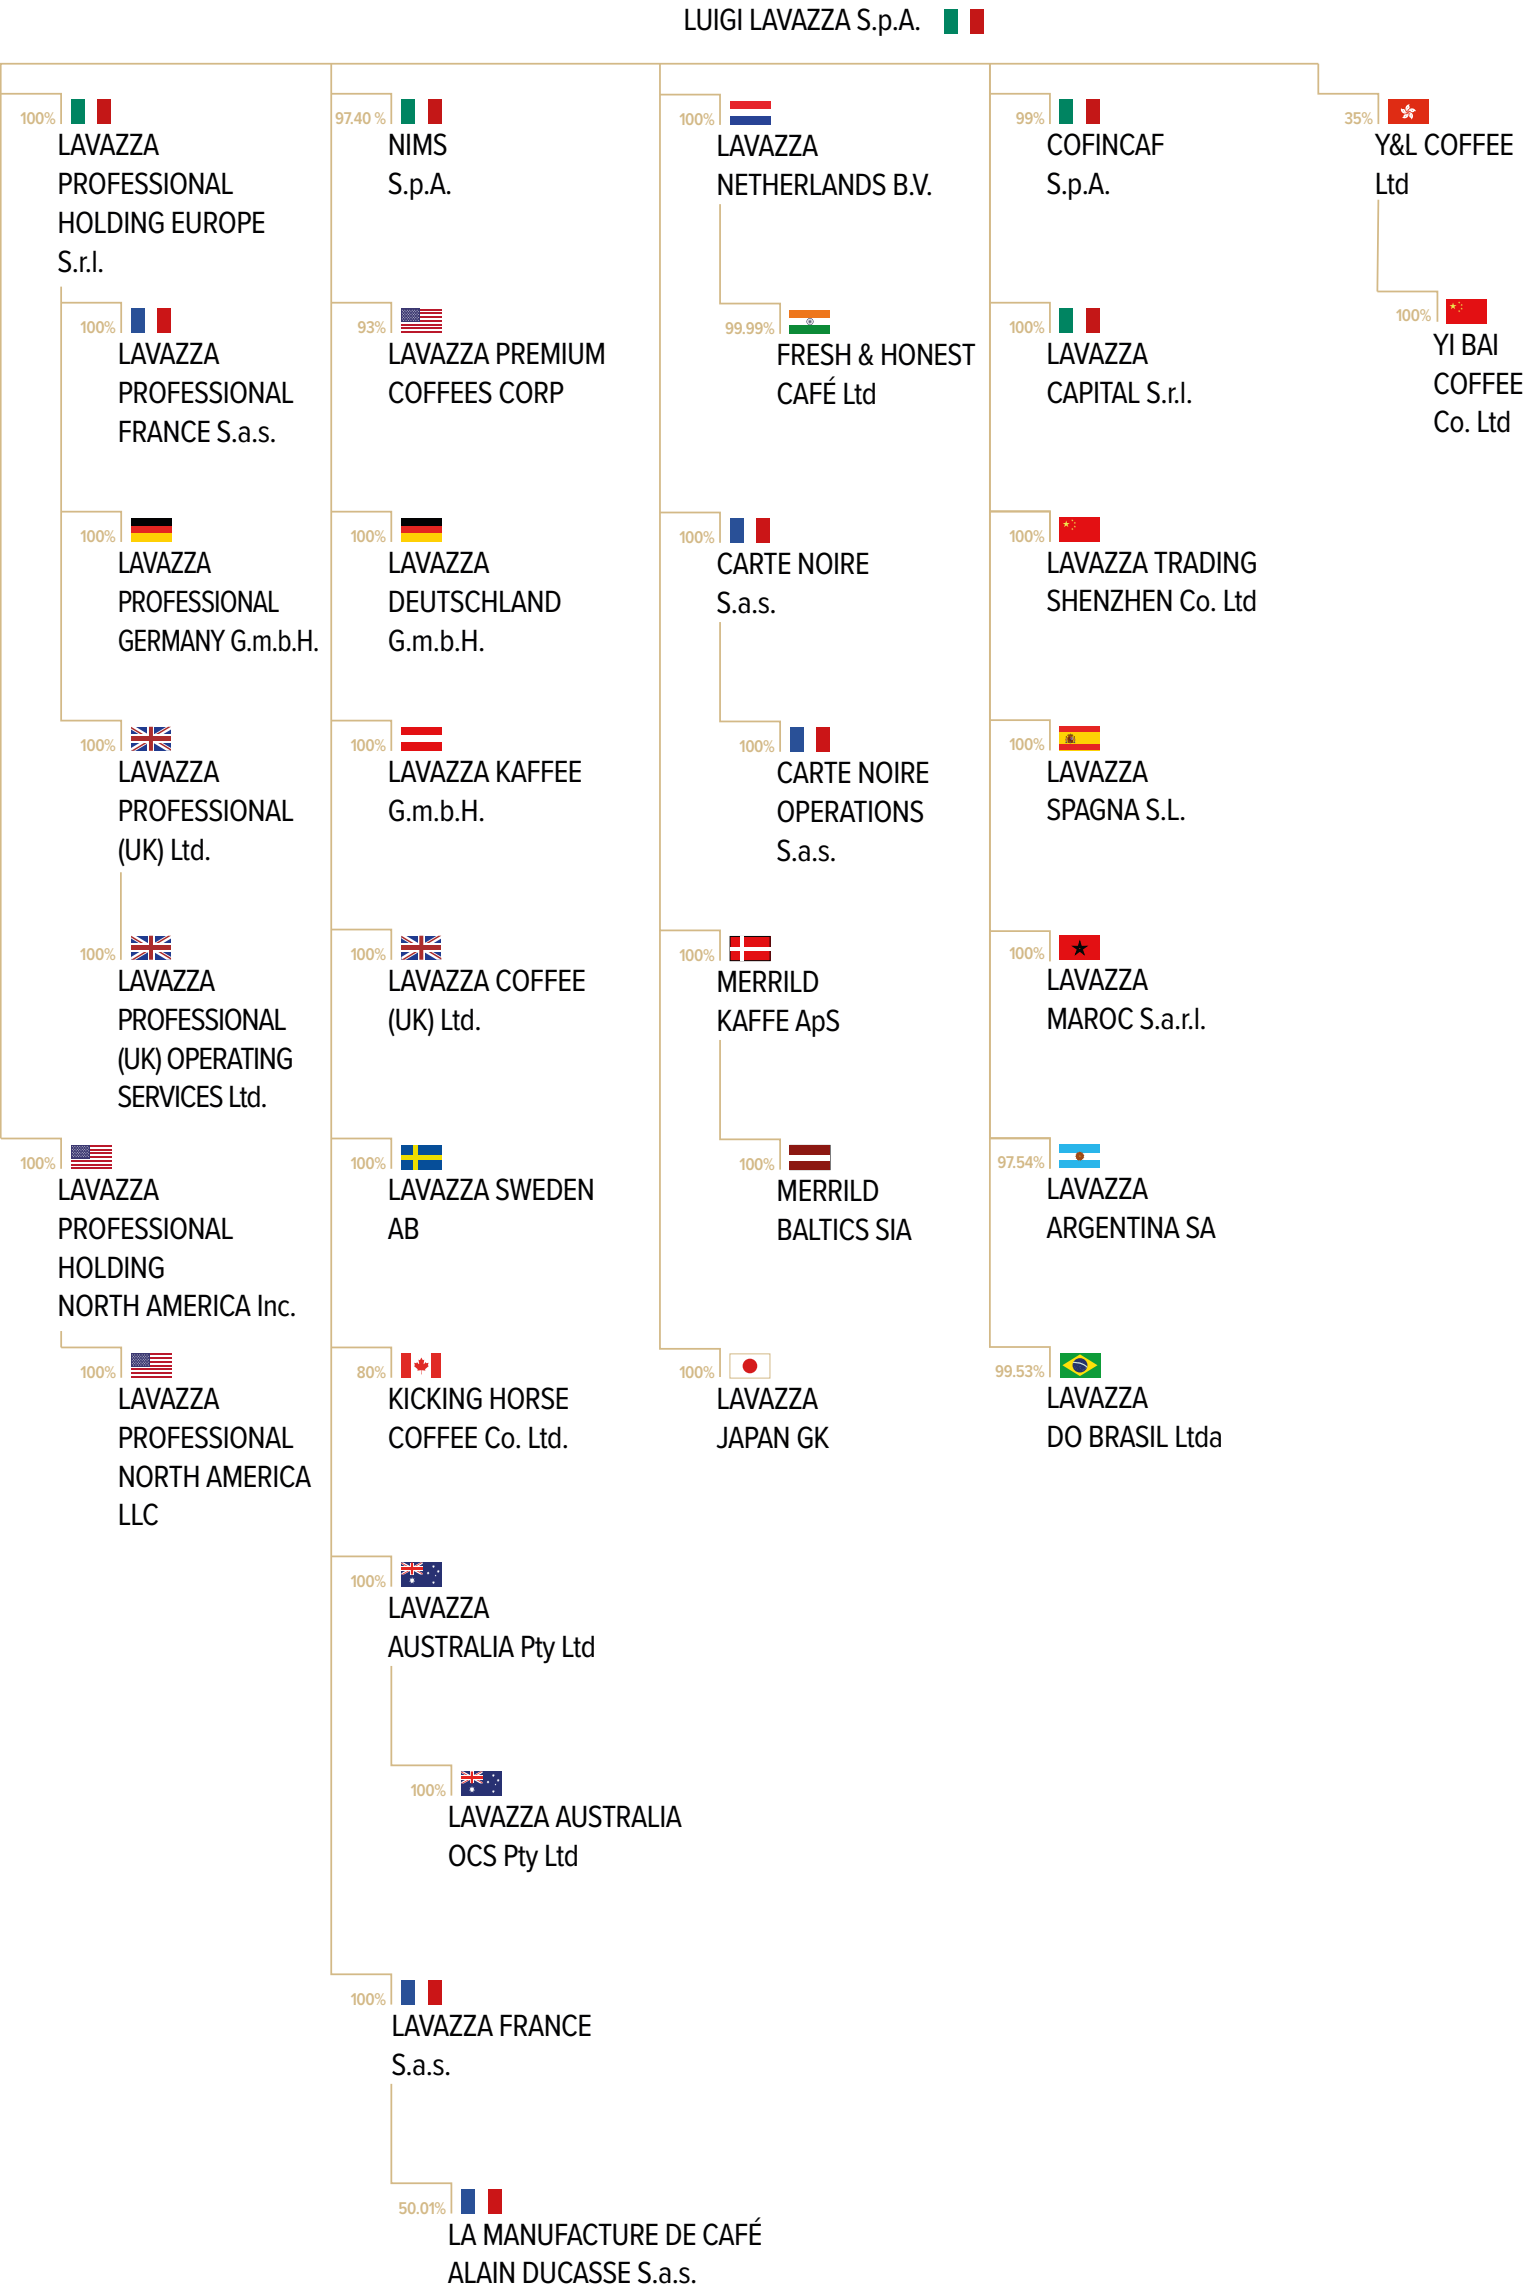 LUIGI LAVAZZA S.p.A.
100%
LAVAZZA
PROFESSIONAL
HOLDING EUROPE
S.r.l.
100%
LAVAZZA
PROFESSIONAL
FRANCE S.a.s.
100%
LAVAZZA
PROFESSIONAL
GERMANY G.m.b.H.
100%
LAVAZZA
PROFESSIONAL
(UK) Ltd.
100%
LAVAZZA
PROFESSIONAL
(UK) OPERATING
SERVICES Ltd.
100%
LAVAZZA
PROFESSIONAL
HOLDING
NORTH AMERICA Inc.
100%
LAVAZZA
PROFESSIONAL
NORTH AMERICA
LLC
97.40 %
NIMS
S.p.A.
93%
LAVAZZA PREMIUM
COFFEES CORP
100%
LAVAZZA
DEUTSCHLAND
G.m.b.H.
100%
LAVAZZA KAFFEE
G.m.b.H.
100%
LAVAZZA COFFEE
(UK) Ltd.
100%
LAVAZZA SWEDEN
AB
80%
KICKING HORSE
COFFEE Co. Ltd.
100%
LAVAZZA
AUSTRALIA Pty Ltd
100%
LAVAZZA AUSTRALIA
OCS Pty Ltd
100%
LAVAZZA FRANCE
S.a.s.
50.01%
LA MANUFACTURE DE CAFÉ
ALAIN DUCASSE S.a.s.
100%
LAVAZZA
NETHERLANDS B.V.
99.99%
FRESH & HONEST
CAFÉ Ltd
100%
CARTE NOIRE
S.a.s.
100%
CARTE NOIRE
OPERATIONS
S.a.s.
100%
MERRILD
KAFFE ApS
100%
MERRILD
BALTICS SIA
100%
LAVAZZA
JAPAN GK
99%
COFINCAF
S.p.A.
100%
LAVAZZA
CAPITAL S.r.l.
100%
LAVAZZA TRADING
SHENZHEN Co. Ltd
100%
LAVAZZA
SPAGNA S.L.
100%
LAVAZZA
MAROC S.a.r.l.
97.54%
LAVAZZA
ARGENTINA SA
99.53%
LAVAZZA
DO BRASIL Ltda
35%
Y&L COFFEE
Ltd
100%
YI BAI
COFFEE
Co. Ltd